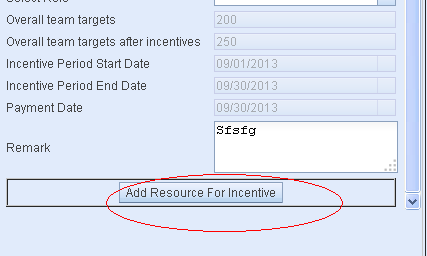 Select Role
Overall team targets 200
Overall team targets after incentives 250
Incentive Period Start Date 09/01/2013
Incentive Period End Date 09/30/2013
Payment Date 09/30/2013
Remark Sfsfg
Add Resource For Incentive